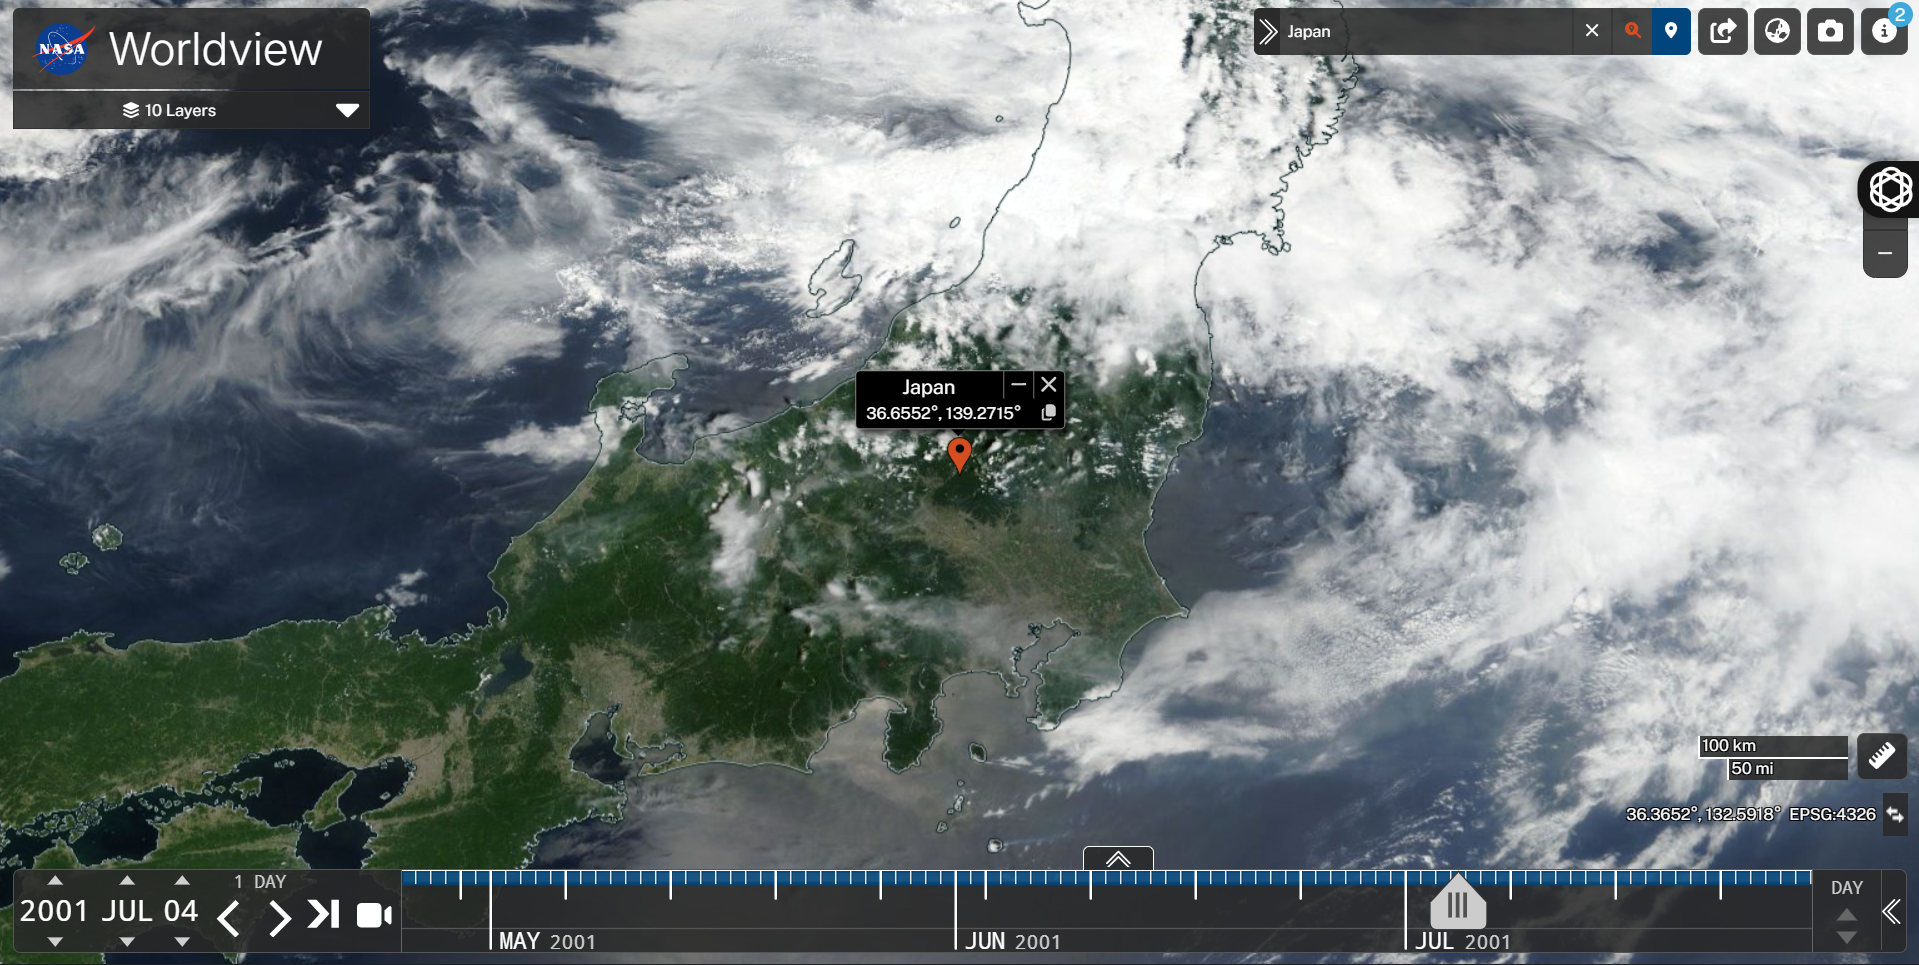 NASA
Worldview
10 Layers
Japan
2
Japan
36.6552°, 139.2715°
100 km
50 mi
36.3652°, 132.5918° EPSG:4326
1 DAY
2001 JUL 04
MAY 2001
JUN 2001
JUL 2001
DAY